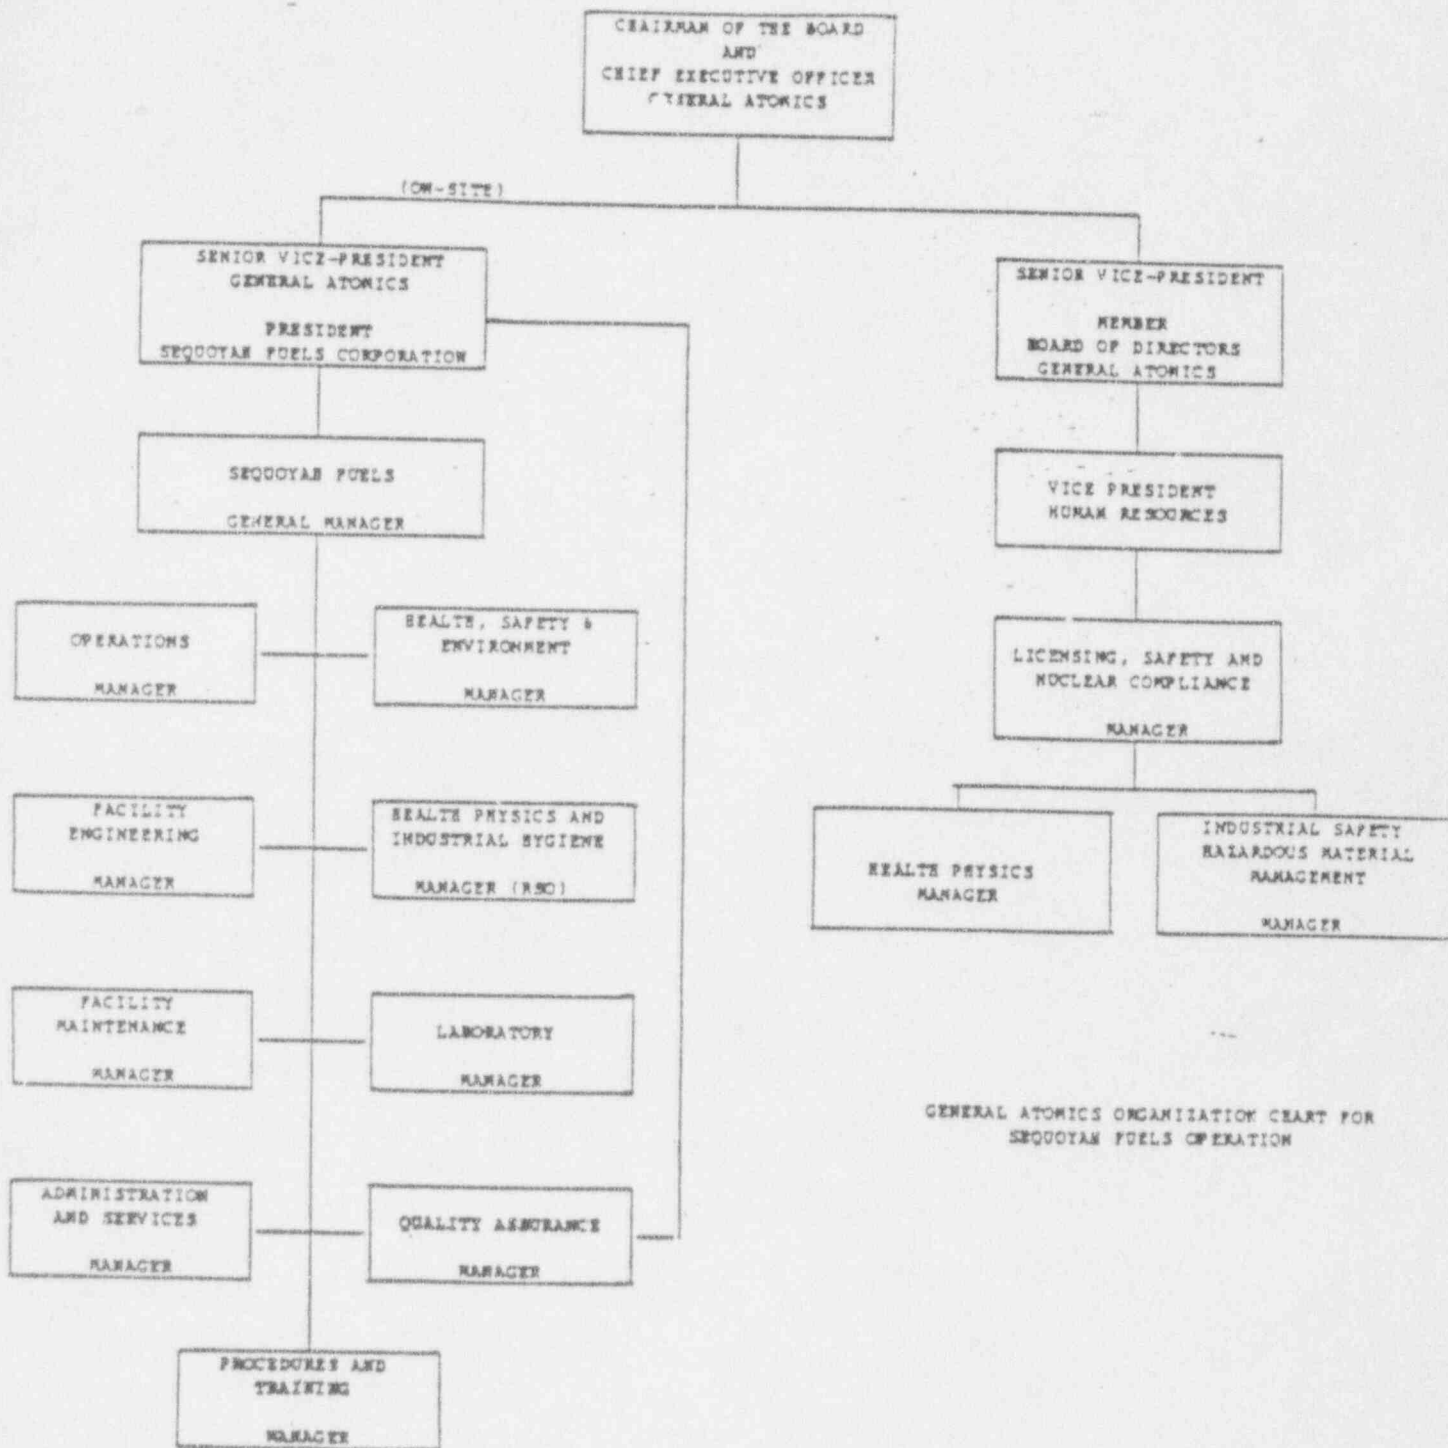 CHAIRMAN OF THE BOARD
AND
CHIEF EXECUTIVE OFFICER
GENERAL ATOMICS
(ON-SITE)
SENIOR VICE-PRESIDENT
GENERAL ATOMICS
PRESIDENT
SEQUOYAH FUELS CORPORATION
SENIOR VICE-PRESIDENT
MEMBER
BOARD OF DIRECTORS
GENERAL ATOMICS
SEQUOYAH FUELS
GENERAL MANAGER
VICE PRESIDENT
HUMAN RESOURCES
OPERATIONS
MANAGER
HEALTH, SAFETY &
ENVIRONMENT
MANAGER
LICENSING, SAFETY AND
NUCLEAR COMPLIANCE
MANAGER
FACILITY
ENGINEERING
MANAGER
HEALTH PHYSICS AND
INDUSTRIAL HYGIENE
MANAGER (RSO)
HEALTH PHYSICS
MANAGER
INDUSTRIAL SAFETY
HAZARDOUS MATERIAL
MANAGEMENT
MANAGER
FACILITY
MAINTENANCE
MANAGER
LABORATORY
MANAGER
GENERAL ATOMICS ORGANIZATION CHART FOR
SEQUOYAH FUELS OPERATION
ADMINISTRATION
AND SERVICES
MANAGER
QUALITY ASSURANCE
MANAGER
PROCEDURES AND
TRAINING
MANAGER